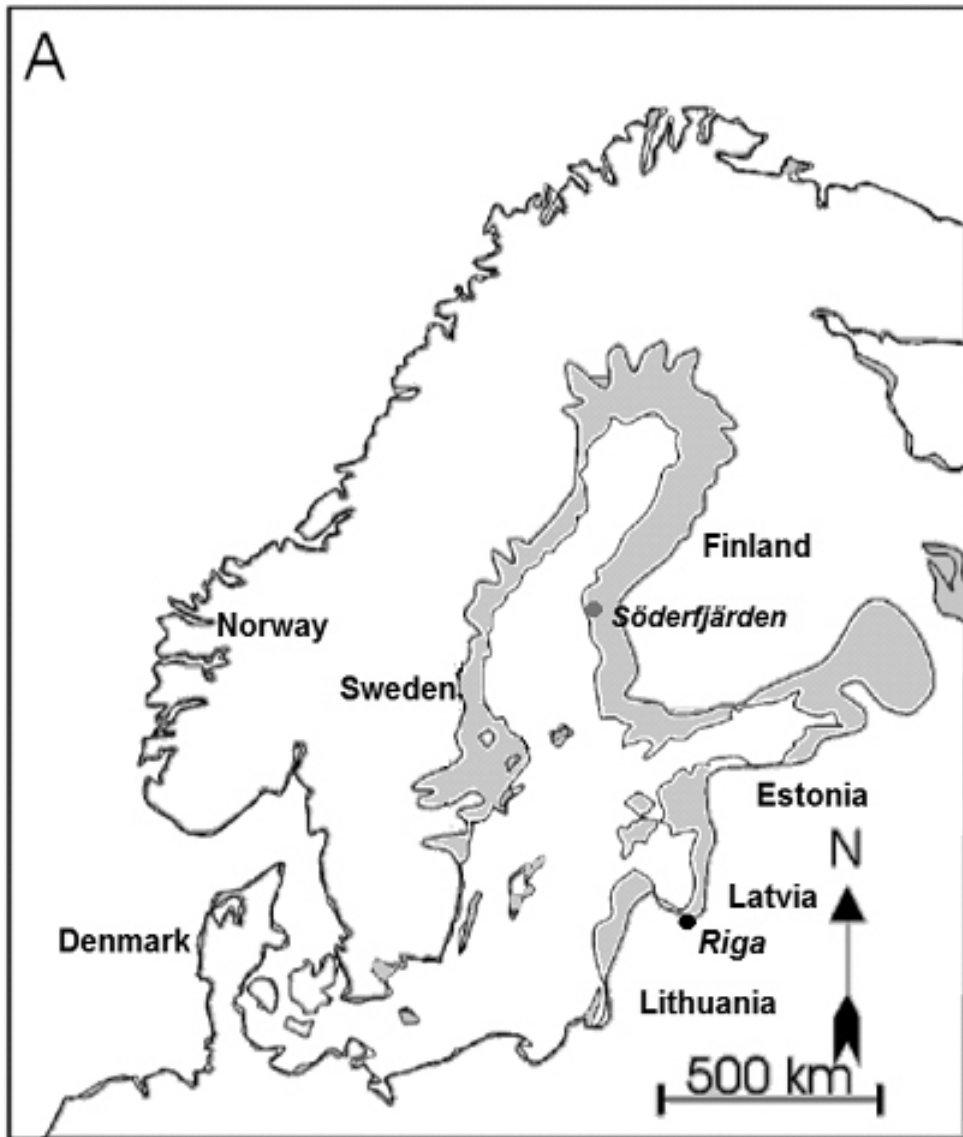 A
Finland
Söderfjärden
Norway
Sweden
Estonia
N
Latvia
Denmark
Riga
Lithuania
500 km